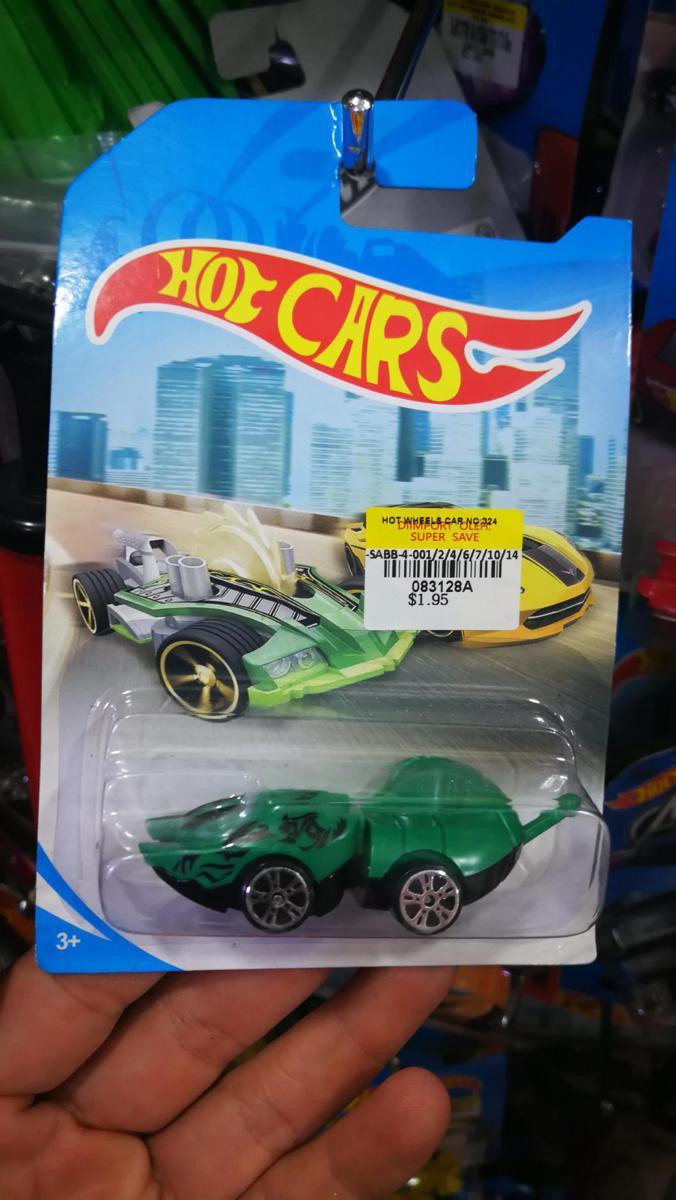 HOT CARS
HOT WHEELS CAR NO.324
DIIMPORT OLEH:
SUPER SAVE
-SABB-4-001/2/4/6/7/10/14
083128A
$1.95
3+